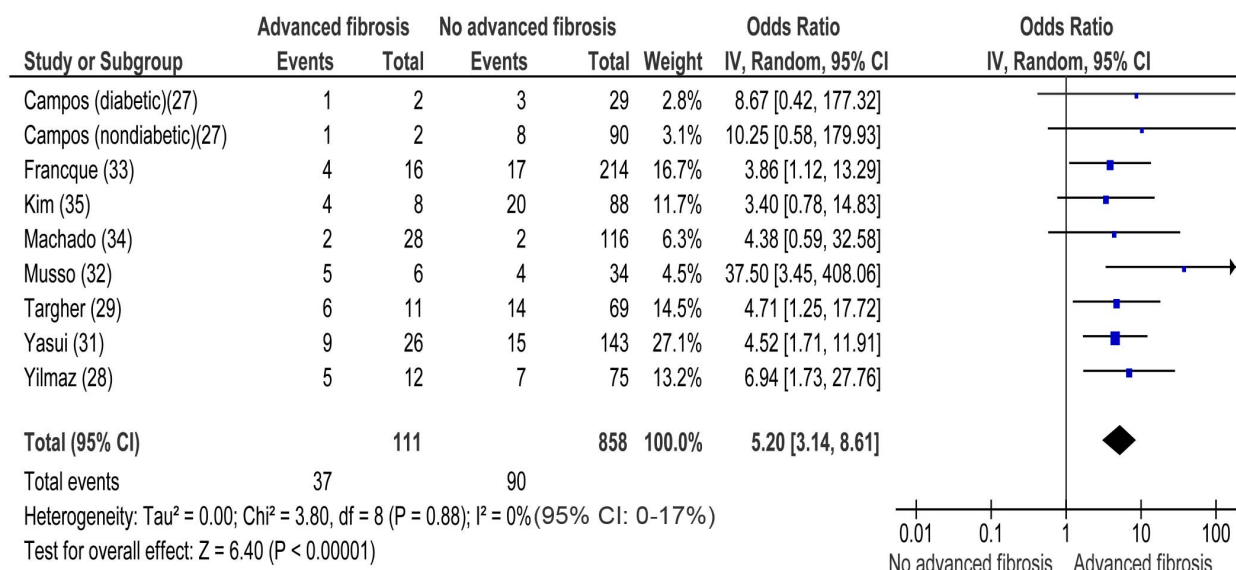 Advanced fibrosis No advanced fibrosis Odds Ratio Odds Ratio
Study or Subgroup Events Total Events Total Weight IV, Random, 95% CI IV, Random, 95% CI
Campos (diabetic)(27) 1 2 3 29 2.8% 8.67 [0.42, 177.32]
Campos (nondiabetic)(27) 1 2 8 90 3.1% 10.25 [0.58, 179.93]
Francque (33) 4 16 17 214 16.7% 3.86 [1.12, 13.29]
Kim (35) 4 8 20 88 11.7% 3.40 [0.78, 14.83]
Machado (34) 2 28 2 116 6.3% 4.38 [0.59, 32.58]
Musso (32) 5 6 4 34 4.5% 37.50 [3.45, 408.06]
Targher (29) 6 11 14 69 14.5% 4.71 [1.25, 17.72]
Yasui (31) 9 26 15 143 27.1% 4.52 [1.71, 11.91]
Yilmaz (28) 5 12 7 75 13.2% 6.94 [1.73, 27.76]
Total (95% CI) 111 858 100.0% 5.20 [3.14, 8.61]
Total events 37 90
Heterogeneity: Tau² = 0.00; Chi² = 3.80, df = 8 (P = 0.88); I² = 0% (95% CI: 0-17%)
Test for overall effect: Z = 6.40 (P < 0.00001)
0.01 0.1 1 10 100
No advanced fibrosis Advanced fibrosis